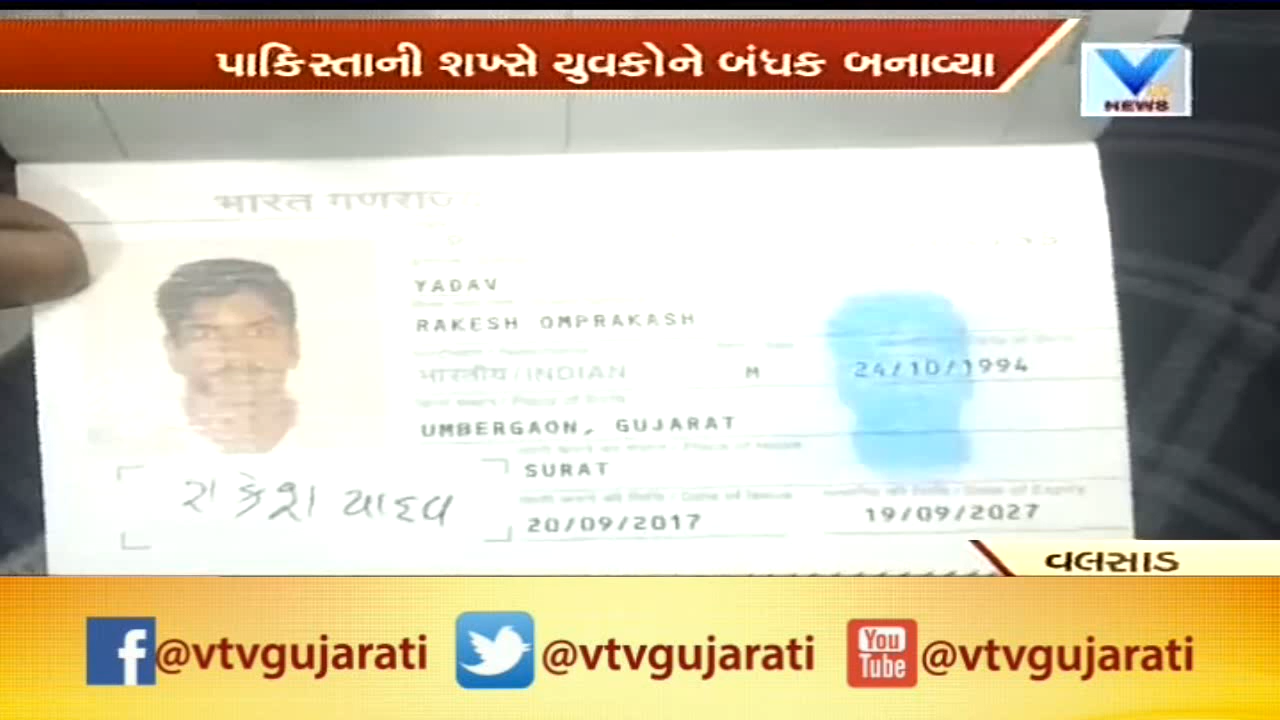 પાકિસ્તાની શખ્સે યુવકોને બંધક બનાવ્યા
V
NEWS
भारत गणराज
YADAV
RAKESH OMPRAKASH
भारतीय/INDIAN M 24/10/1994
UMBERGAON, GUJARAT
SURAT
રાકેશ યાદવ
20/09/2017 19/09/2027
વલસાડ
f @vtvgujarati @vtvgujarati You Tube @vtvgujarati